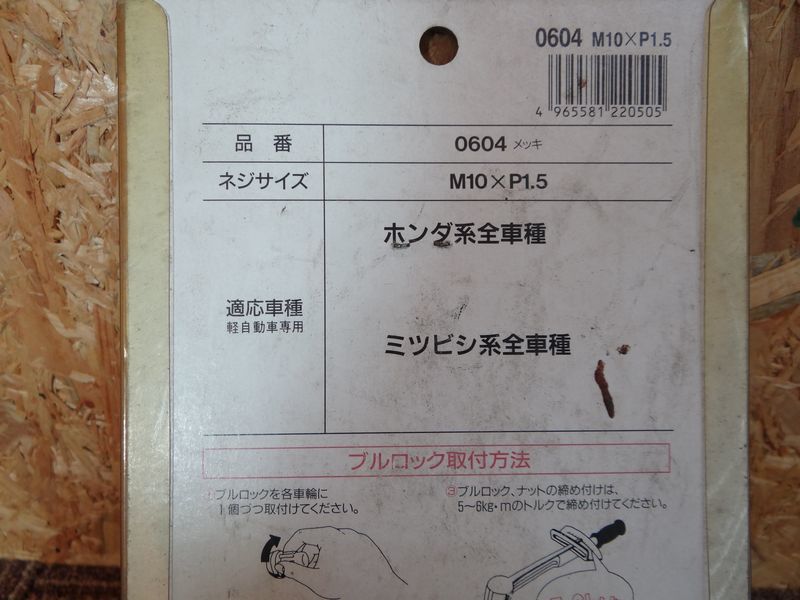 0604 M10×P1.5
4 965581 220505
品番 0604 メッキ
ネジサイズ M10×P1.5
適応車種
軽自動車専用
ホンダ系全車種
ミツビシ系全車種
ブルロック取付方法
①ブルロックを各車輪に
1個づつ取付けてください。
③ブルロック、ナットの締め付けは、
5〜6kg・mのトルクで締め付けてください。